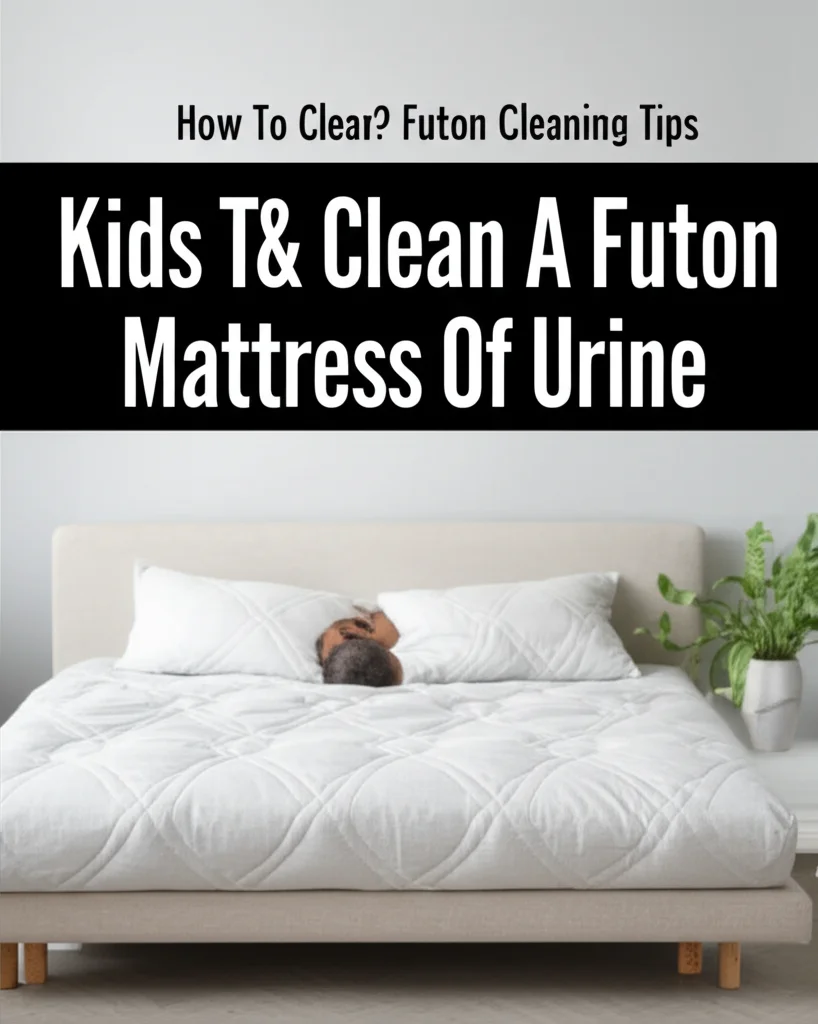 How To Clear? Futon Cleaning Tips
Kids T& Clean A Futon
Mattress Of Urine